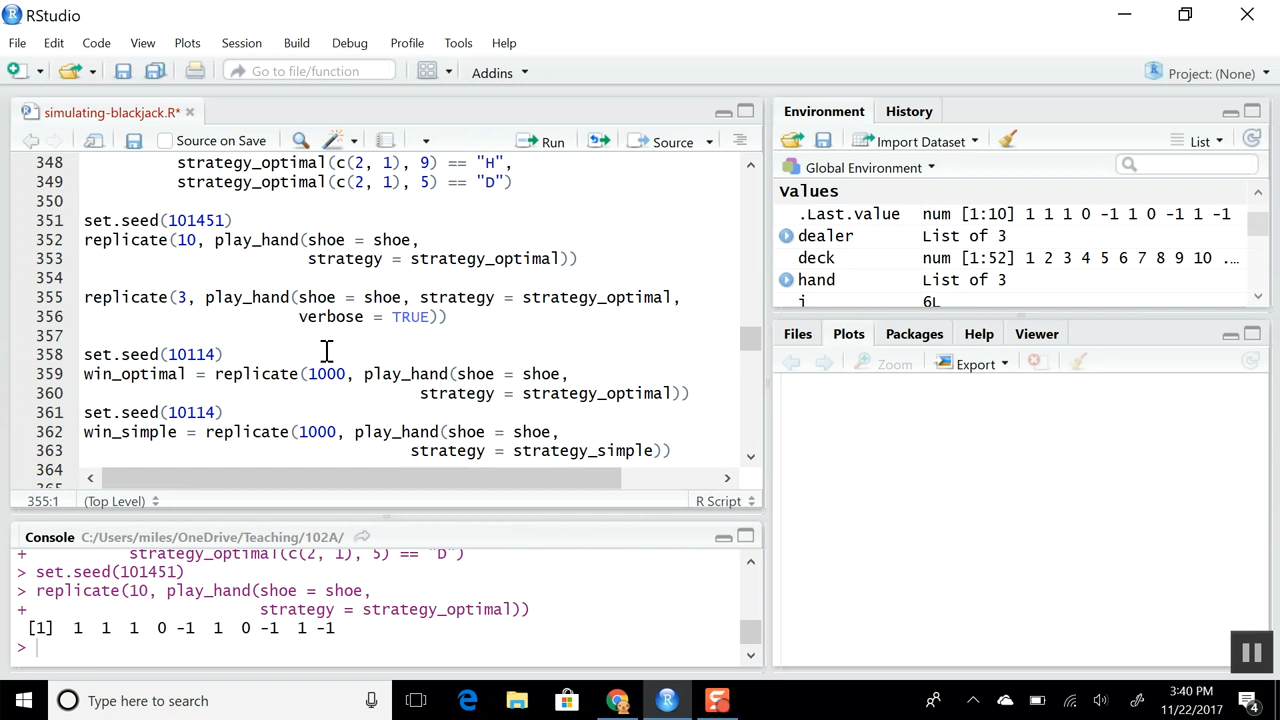 RStudio
File Edit Code View Plots Session Build Debug Profile Tools Help
Go to file/function Addins Project: (None)
simulating-blackjack.R*
Source on Save Run Source
348 strategy_optimal(c(2, 1), 9) == "H",
349 strategy_optimal(c(2, 1), 5) == "D")
350
351 set.seed(101451)
352 replicate(10, play_hand(shoe = shoe,
353 strategy = strategy_optimal))
354
355 replicate(3, play_hand(shoe = shoe, strategy = strategy_optimal,
356 verbose = TRUE))
357
358 set.seed(10114)
359 win_optimal = replicate(1000, play_hand(shoe = shoe,
360 strategy = strategy_optimal))
361 set.seed(10114)
362 win_simple = replicate(1000, play_hand(shoe = shoe,
363 strategy = strategy_simple))
364
355:1 (Top Level) R Script
Console C:/Users/miles/OneDrive/Teaching/102A/
+ strategy_optimal(c(2, 1), 5) == "D")
> set.seed(101451)
> replicate(10, play_hand(shoe = shoe,
+ strategy = strategy_optimal))
[1] 1 1 1 0 -1 1 0 -1 1 -1
>
Environment History
Import Dataset List
Global Environment
Values
.Last.value num [1:10] 1 1 1 0 -1 1 0 -1 1 -1
dealer List of 3
deck num [1:52] 1 2 3 4 5 6 7 8 9 10 ...
hand List of 3
i 6L
Files Plots Packages Help Viewer
Zoom Export
Type here to search
3:40 PM
11/22/2017
4